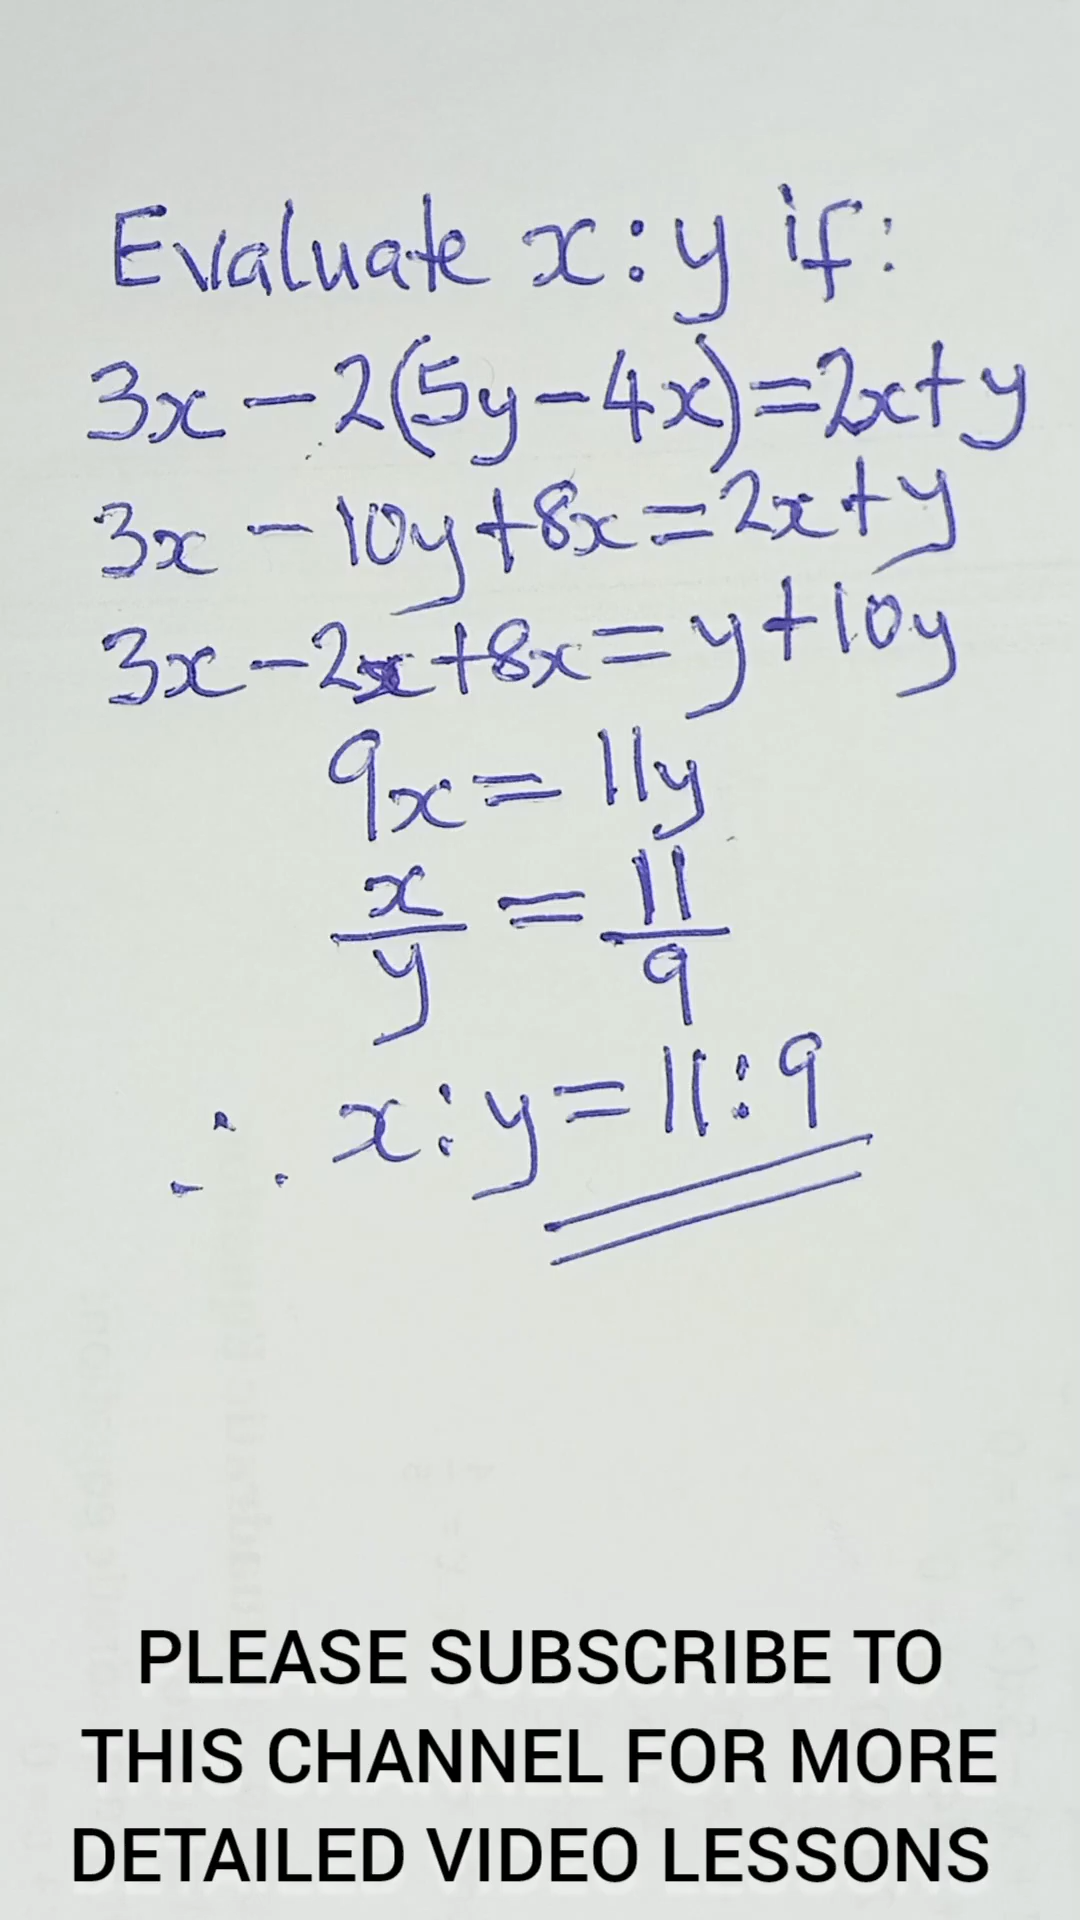 Evaluate x:y if:
3x - 2(5y - 4x) = 2x + y
3x - 10y + 8x = 2x + y
3x - 2x + 8x = y + 10y
9x = 11y
x/y = 11/9
∴ x:y = 11:9
PLEASE SUBSCRIBE TO
THIS CHANNEL FOR MORE
DETAILED VIDEO LESSONS